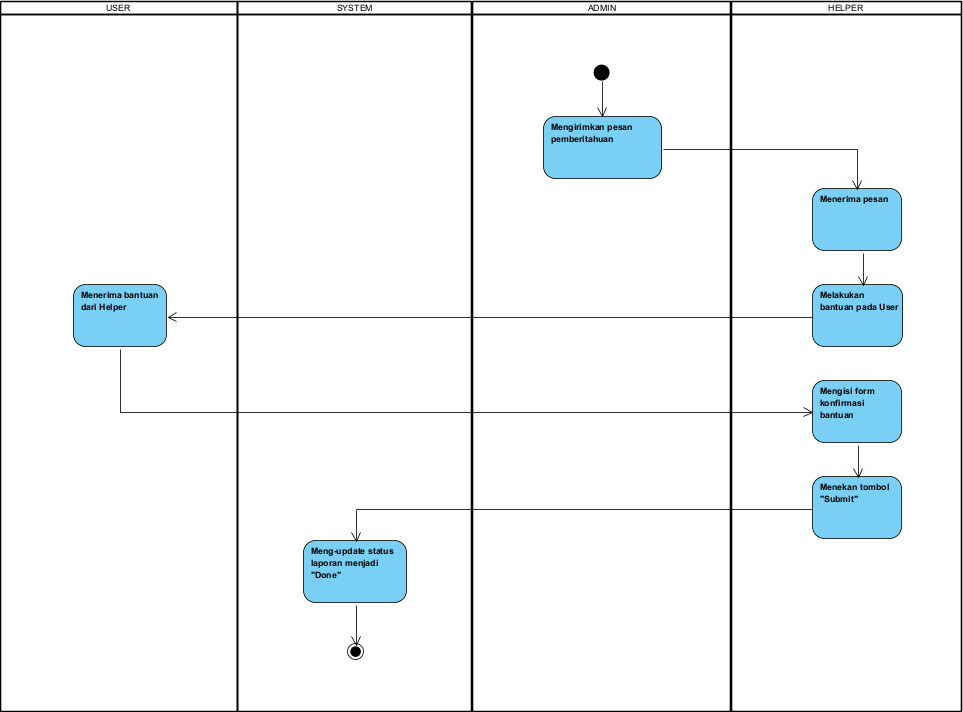 USER
SYSTEM
ADMIN
HELPER
Mengirimkan pesan
pemberitahuan
Menerima pesan
Menerima bantuan
dari Helper
Melakukan
bantuan pada User
Mengisi form
konfirmasi
bantuan
Menekan tombol
"Submit"
Meng-update status
laporan menjadi
"Done"